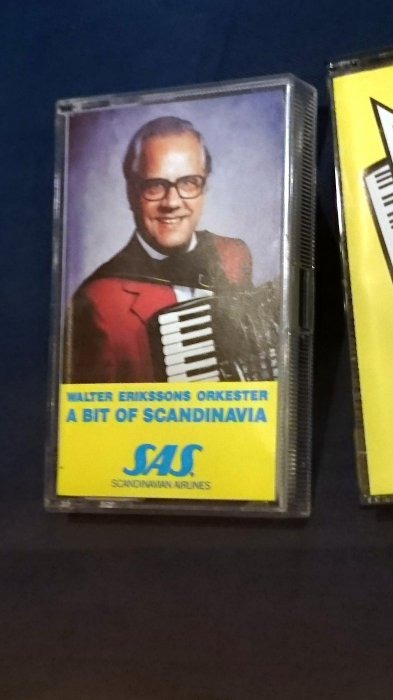 WALTER ERIKSSONS ORKESTER
A BIT OF SCANDINAVIA
SAS
SCANDINAVIAN AIRLINES